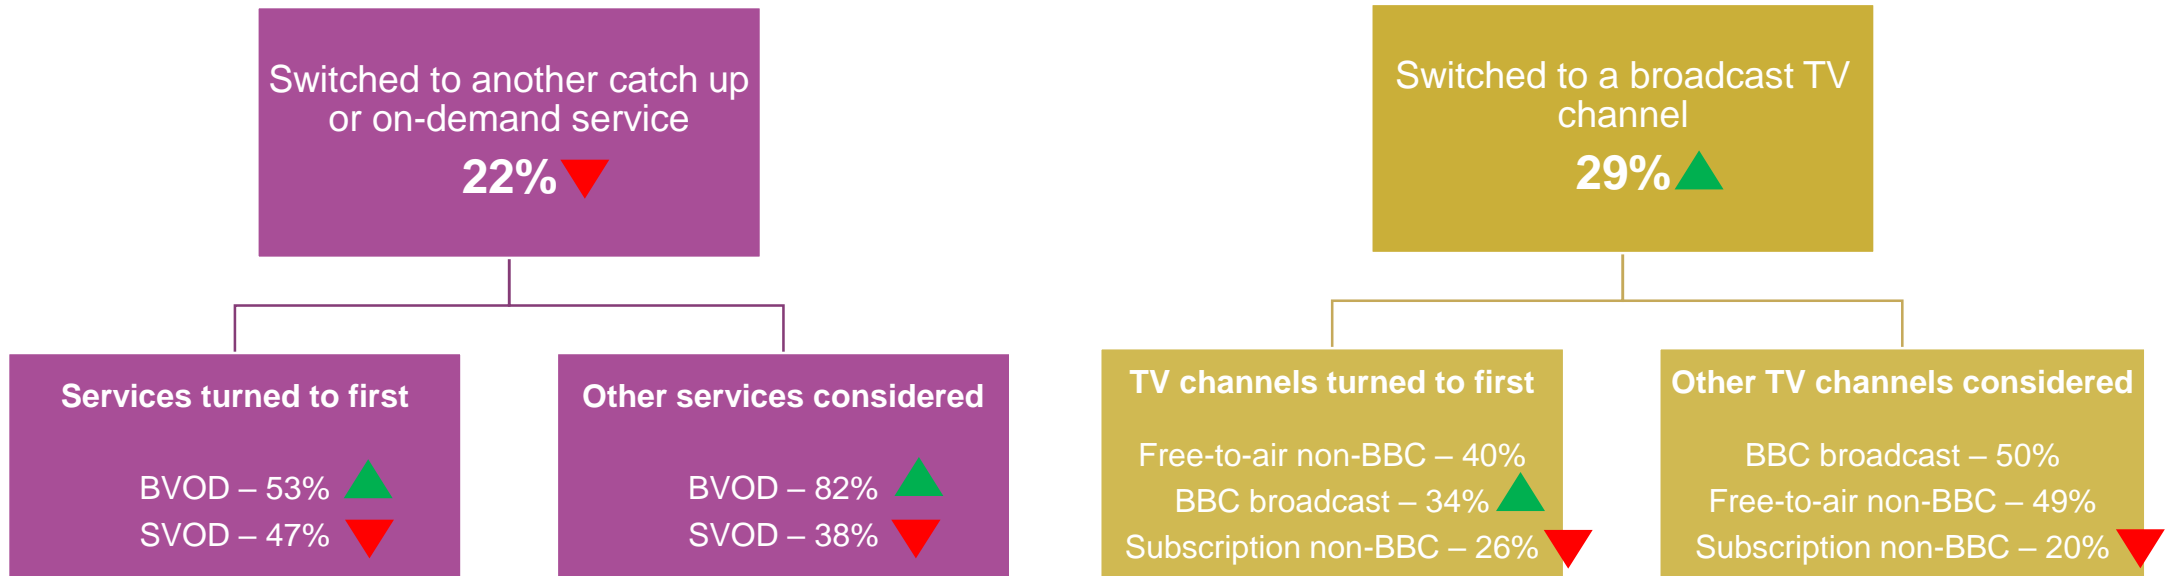 Switched to another catch up
or on-demand service
22%
Services turned to first
BVOD – 53%
SVOD – 47%
Other services considered
BVOD – 82%
SVOD – 38%
Switched to a broadcast TV
channel
29%
TV channels turned to first
Free-to-air non-BBC – 40%
BBC broadcast – 34%
Subscription non-BBC – 26%
Other TV channels considered
BBC broadcast – 50%
Free-to-air non-BBC – 49%
Subscription non-BBC – 20%